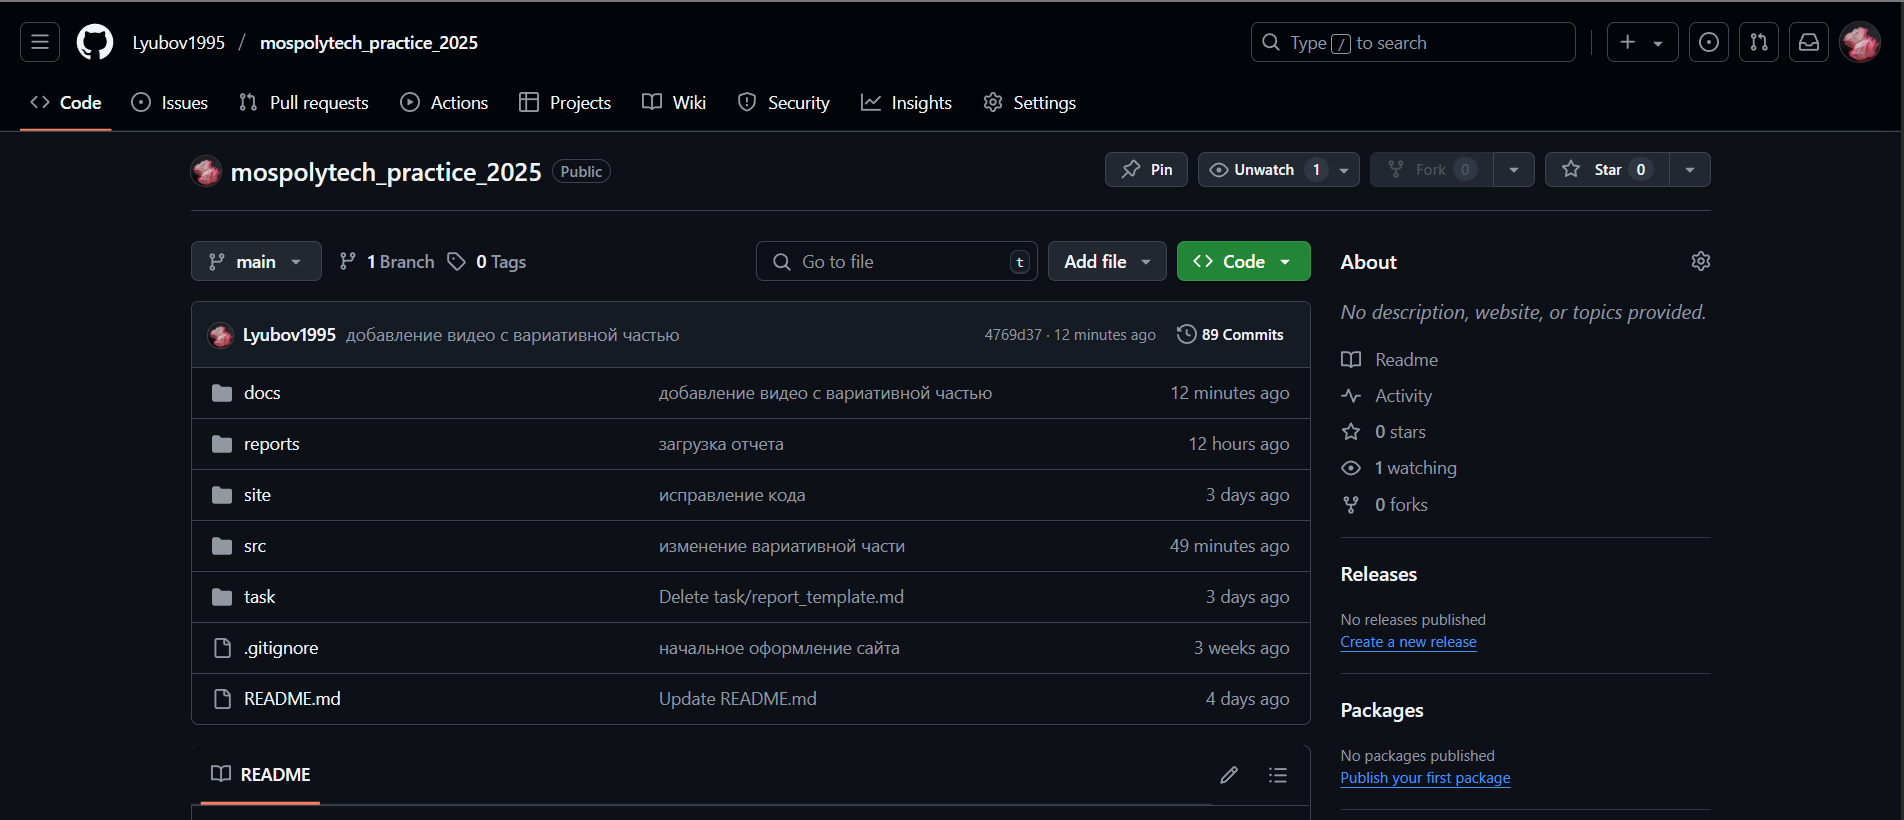 Lyubov1995 / mospolytech_practice_2025
Type / to search
Code Issues Pull requests Actions Projects Wiki Security Insights Settings
mospolytech_practice_2025 Public
Pin Unwatch 1 Fork 0 Star 0
main 1 Branch 0 Tags Go to file t Add file Code
Lyubov1995 добавление видео с вариативной частью 4769d37 · 12 minutes ago 89 Commits
docs добавление видео с вариативной частью 12 minutes ago
reports загрузка отчета 12 hours ago
site исправление кода 3 days ago
src изменение вариативной части 49 minutes ago
task Delete task/report_template.md 3 days ago
.gitignore начальное оформление сайта 3 weeks ago
README.md Update README.md 4 days ago
README
About
No description, website, or topics provided.
Readme
Activity
0 stars
1 watching
0 forks
Releases
No releases published
Create a new release
Packages
No packages published
Publish your first package